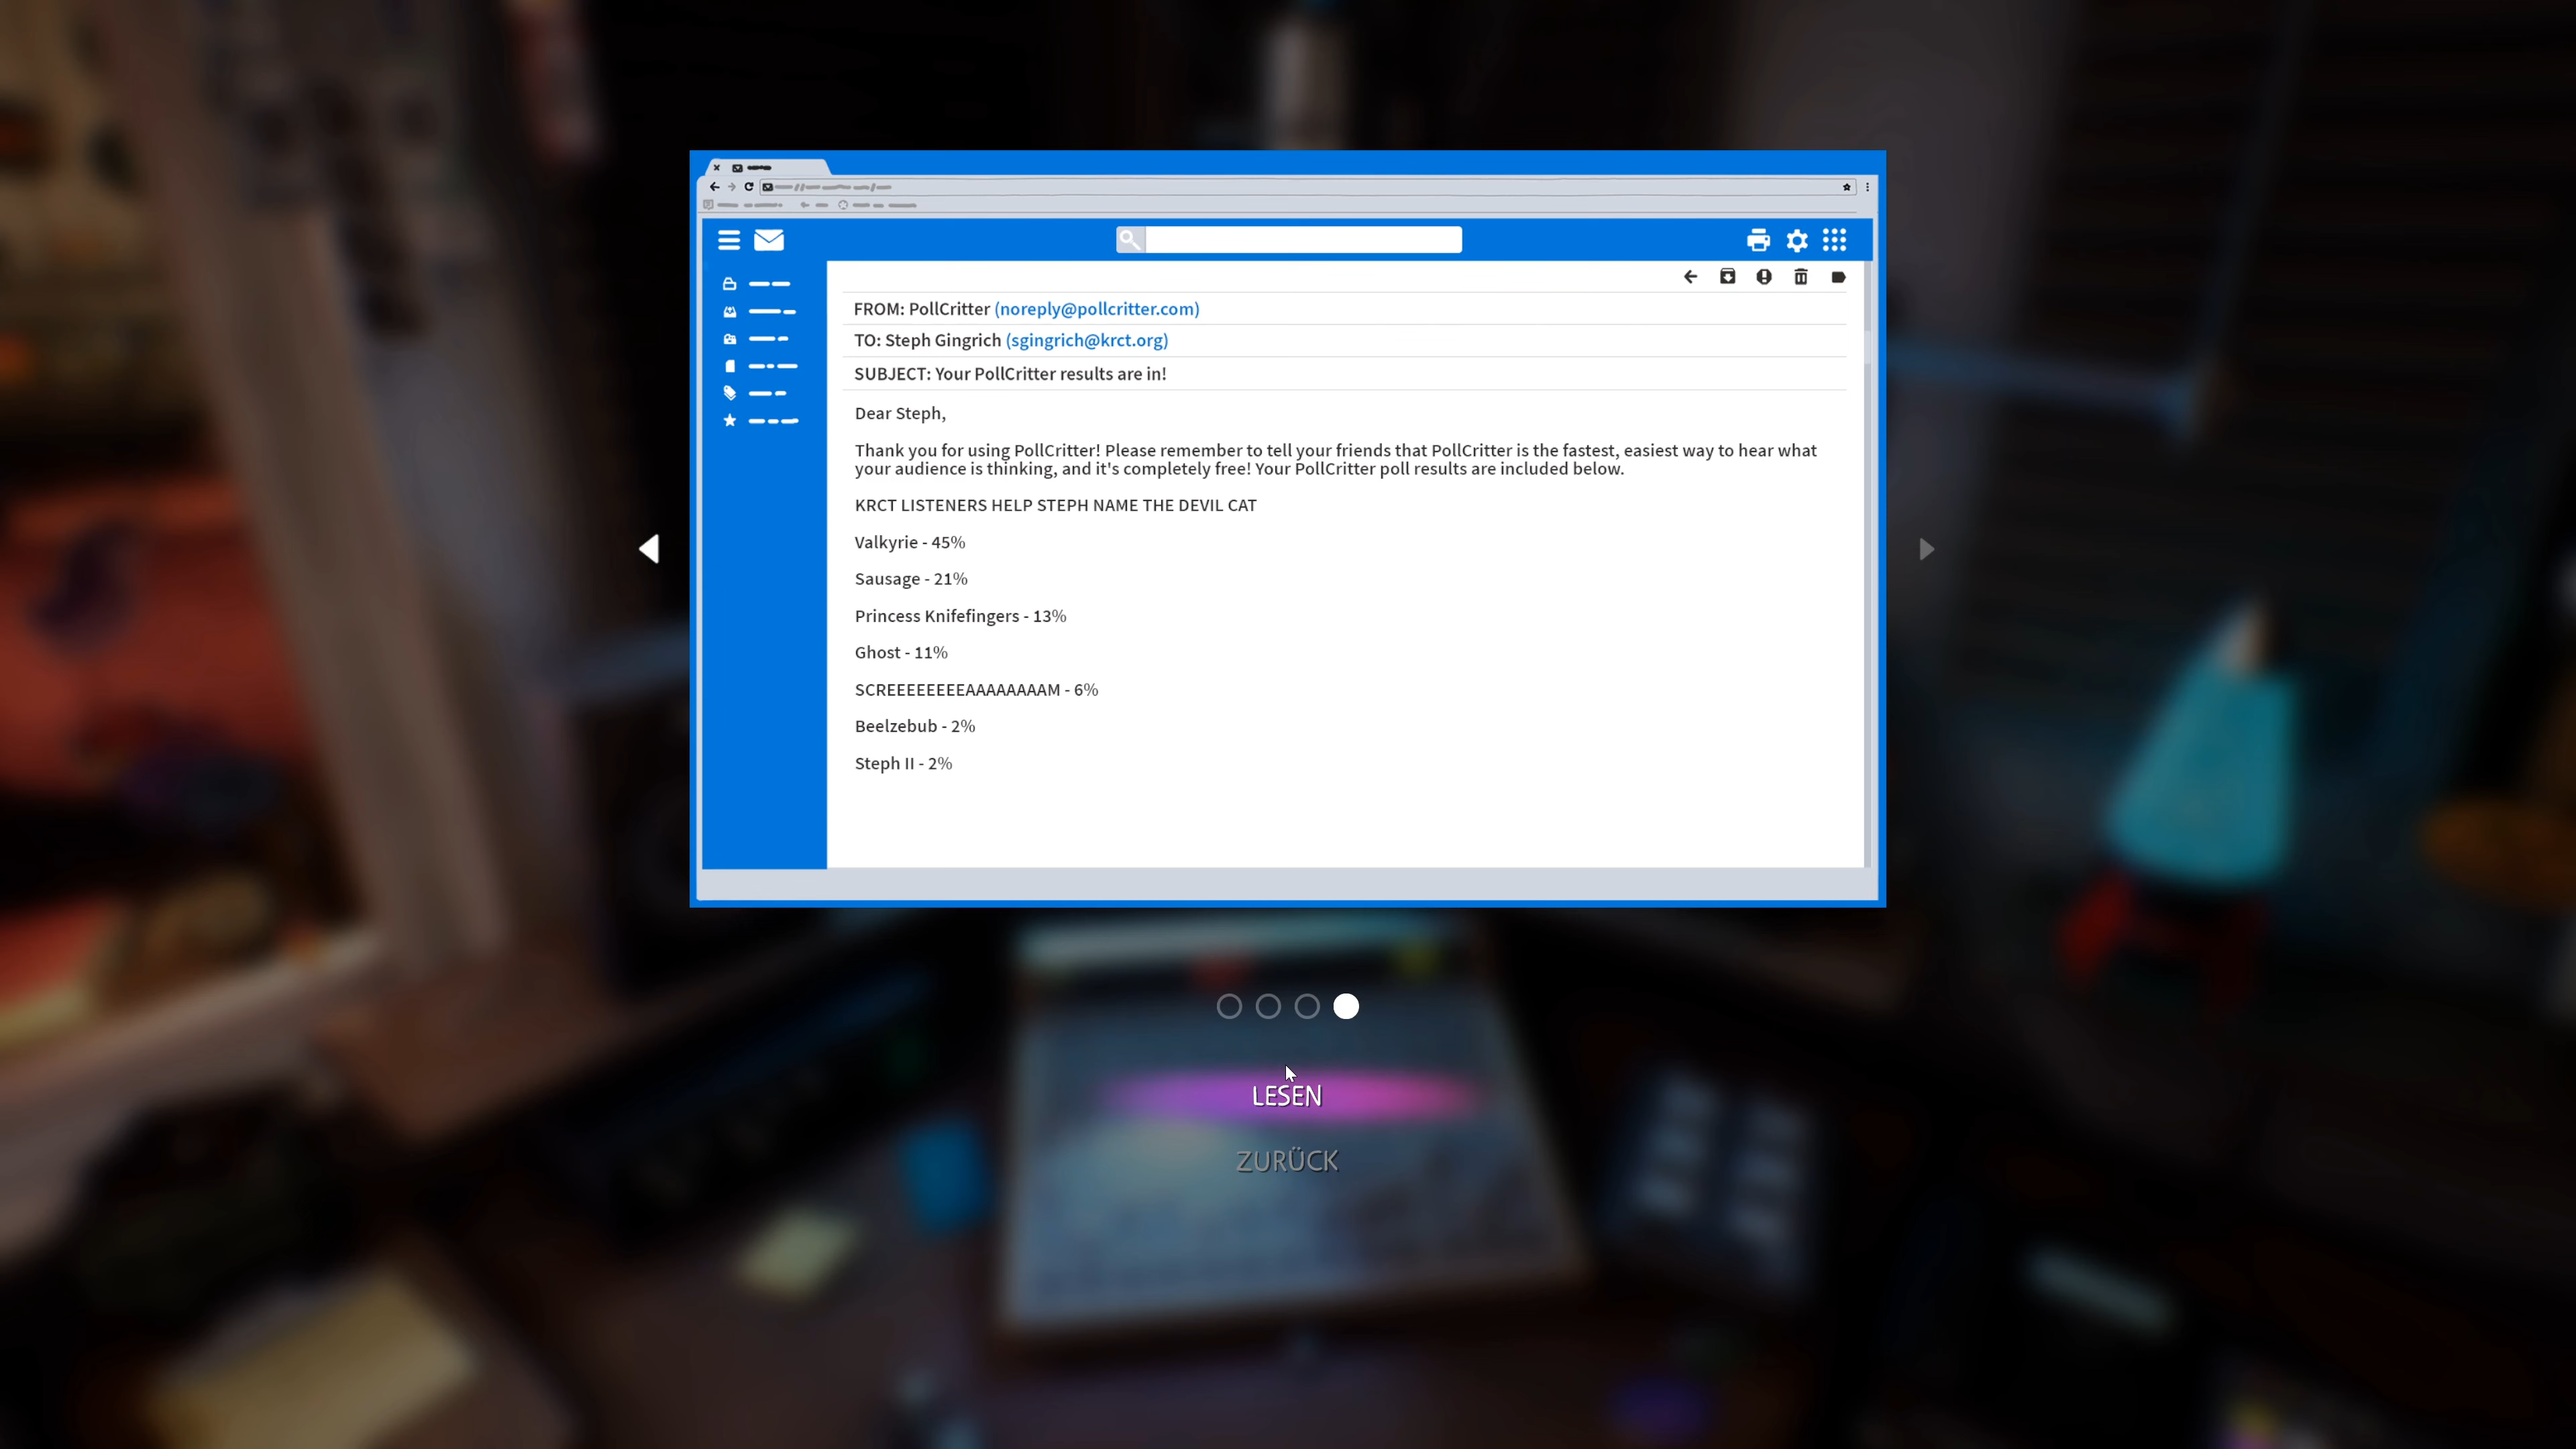 FROM: PollCritter (noreply@pollcritter.com)
TO: Steph Gingrich (sgingrich@krct.org)
SUBJECT: Your PollCritter results are in!
Dear Steph,
Thank you for using PollCritter! Please remember to tell your friends that PollCritter is the fastest, easiest way to hear what
your audience is thinking, and it's completely free! Your PollCritter poll results are included below.
KRCT LISTENERS HELP STEPH NAME THE DEVIL CAT
Valkyrie - 45%
Sausage - 21%
Princess Knifefingers - 13%
Ghost - 11%
SCREEEEEEEEAAAAAAAAM - 6%
Beelzebub - 2%
Steph II - 2%
LESEN
ZURÜCK